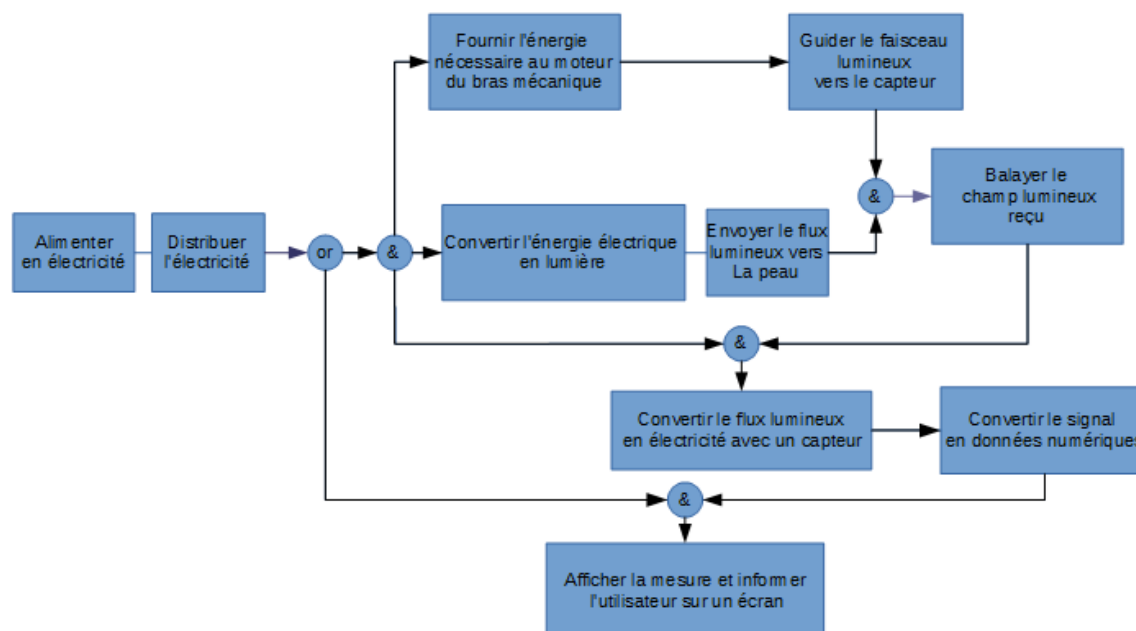 Fournir l'énergie
nécessaire au moteur
du bras mécanique
Guider le faisceau
lumineux
vers le capteur
Alimenter
en électricité
Distribuer
l'électricité
or
&
Convertir l'énergie électrique
en lumière
Envoyer le flux
lumineux vers
La peau
&
Balayer le
champ lumineux
reçu
&
Convertir le flux lumineux
en électricité avec un capteur
Convertir le signal
en données numériques
&
Afficher la mesure et informer
l'utilisateur sur un écran